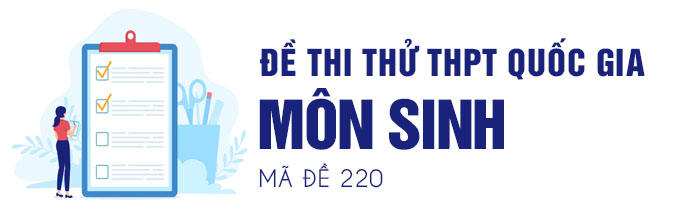 ĐỀ THI THỬ THPT QUỐC GIA
MÔN SINH
MÃ ĐỀ 220